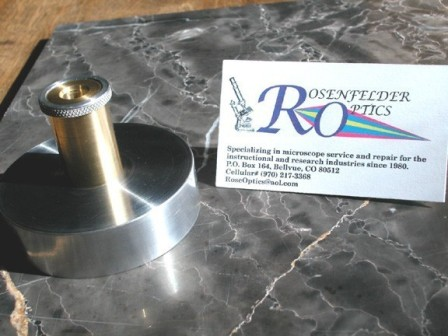 ROSENFELDER
OPTICS
Specializing in microscope service and repair for the
instructional and research industries since 1980.
P.O. Box 164, Bellvue, CO 80512
Cellular# (970) 217-3368
RoseOptics@aol.com